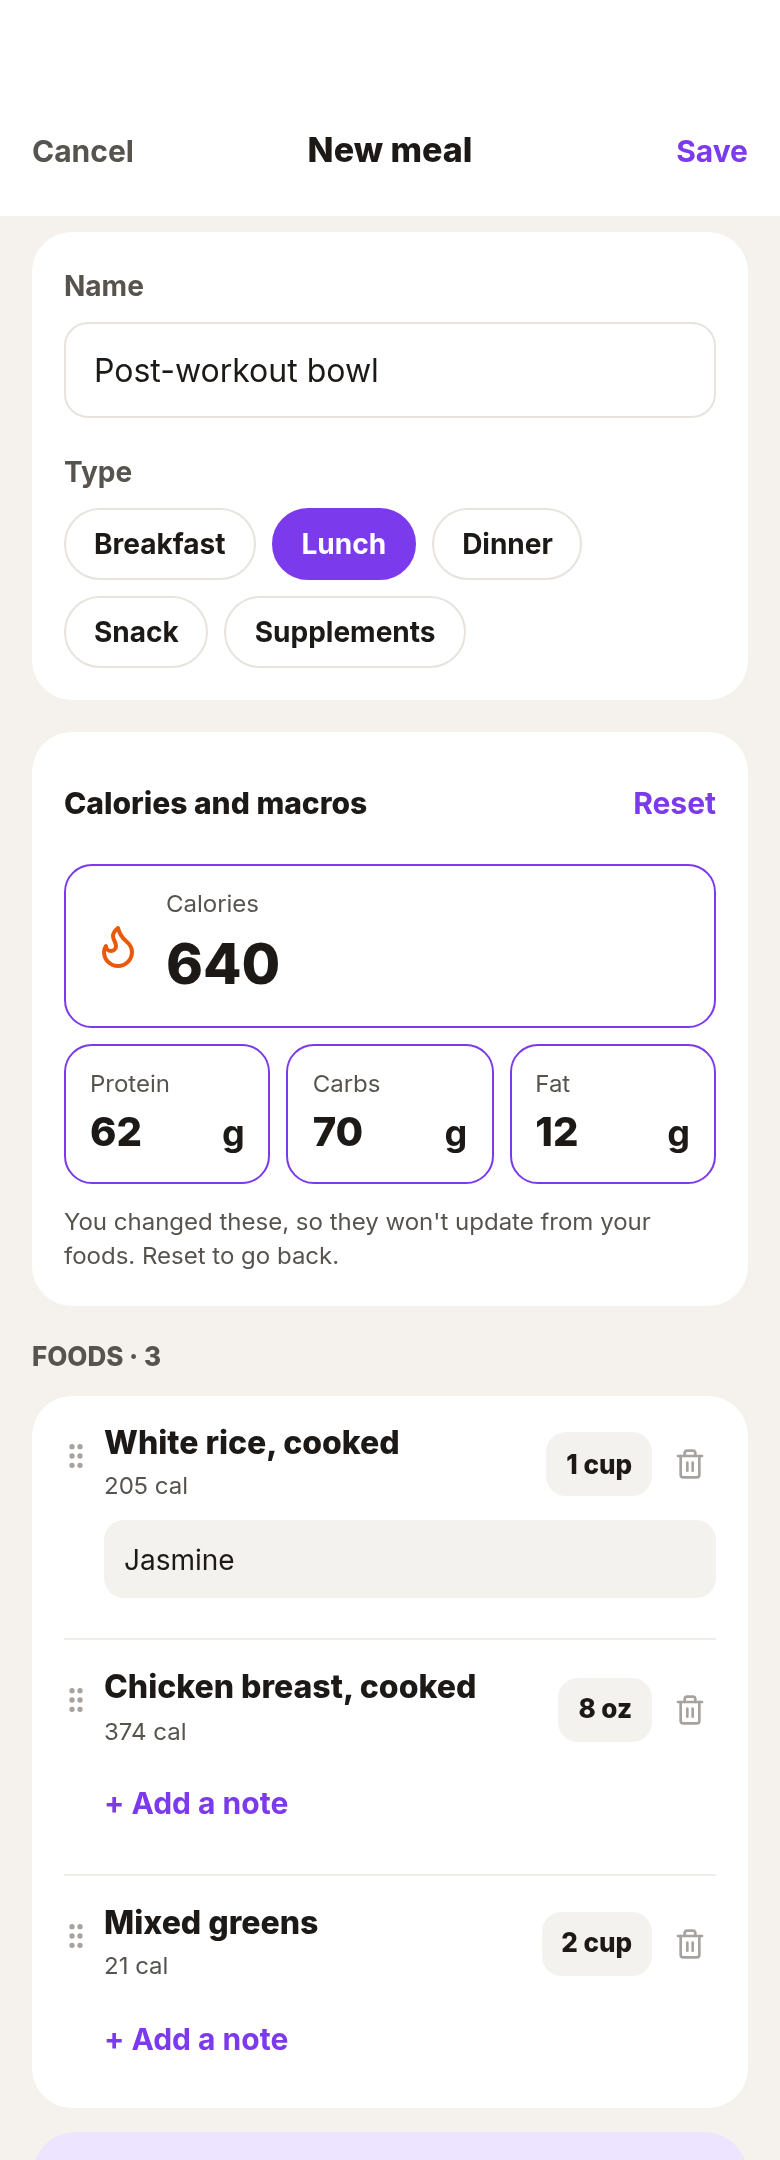 Cancel New meal Save
Name
Post-workout bowl
Type
Breakfast Lunch Dinner
Snack Supplements
Calories and macros Reset
Calories
640
Protein Carbs Fat
62 g 70 g 12 g
You changed these, so they won't update from your
foods. Reset to go back.
FOODS · 3
White rice, cooked
205 cal
1 cup
Jasmine
Chicken breast, cooked
374 cal
8 oz
+ Add a note
Mixed greens
21 cal
2 cup
+ Add a note